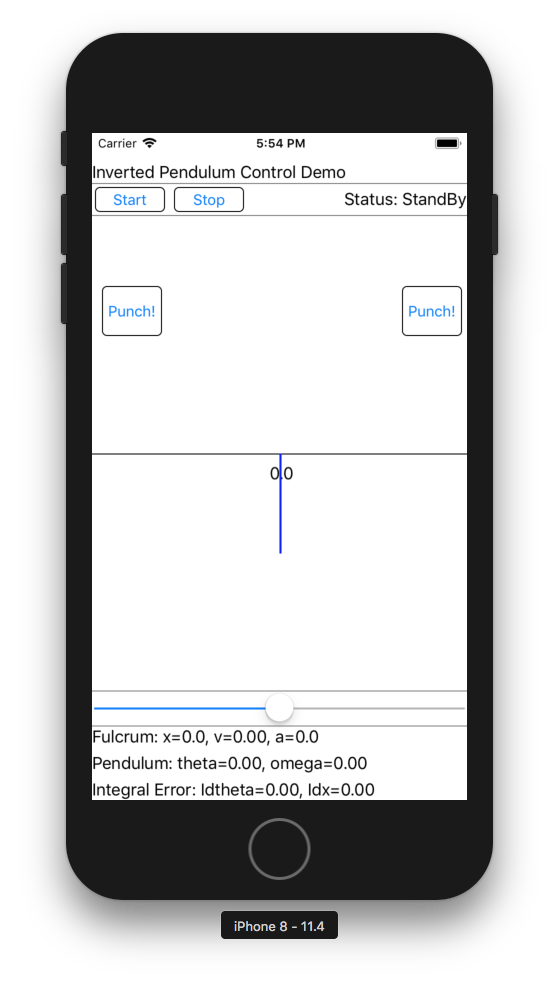 Carrier 5:54 PM
Inverted Pendulum Control Demo
Start Stop Status: StandBy
Punch! Punch!
0.0
Fulcrum: x=0.0, v=0.00, a=0.0
Pendulum: theta=0.00, omega=0.00
Integral Error: Idtheta=0.00, Idx=0.00
iPhone 8 - 11.4